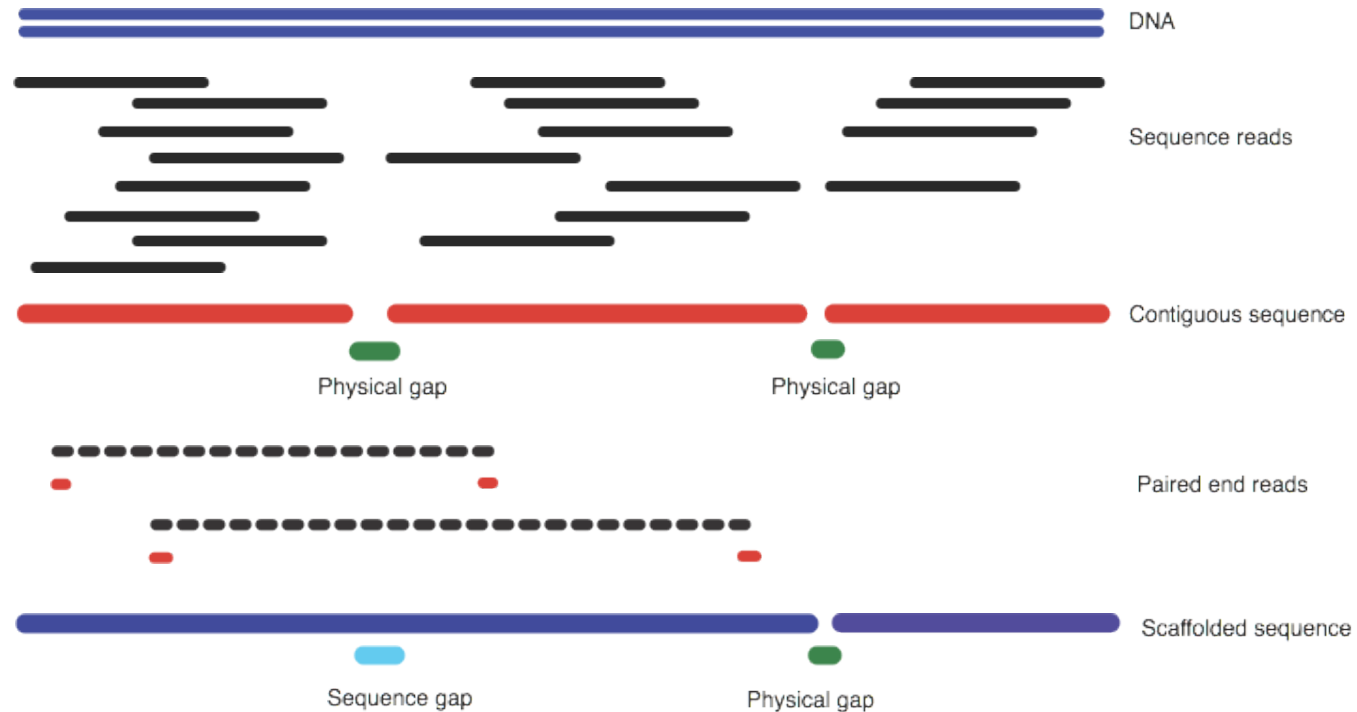 DNA
Sequence reads
Contiguous sequence
Physical gap
Physical gap
Paired end reads
Scaffolded sequence
Sequence gap
Physical gap